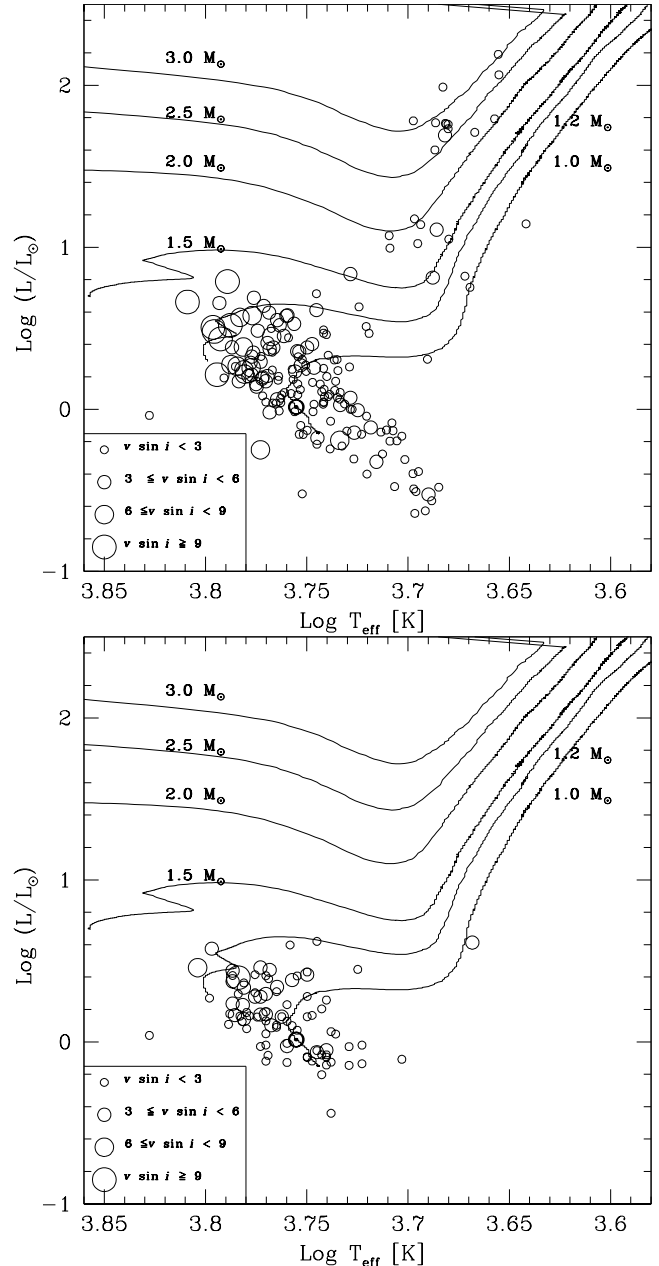 2
1
0
−1
Log (L/L⊙)
3.0 M⊙
2.5 M⊙
2.0 M⊙
1.5 M⊙
1.2 M⊙
1.0 M⊙
v sin i < 3
3 ≤ v sin i < 6
6 ≤v sin i < 9
v sin i ≧ 9
3.85 3.8 3.75 3.7 3.65 3.6
Log Teff [K]
2
1
0
−1
Log (L/L⊙)
3.0 M⊙
2.5 M⊙
2.0 M⊙
1.5 M⊙
1.2 M⊙
1.0 M⊙
v sin i < 3
3 ≤ v sin i < 6
6 ≤v sin i < 9
v sin i ≧ 9
3.85 3.8 3.75 3.7 3.65 3.6
Log Teff [K]